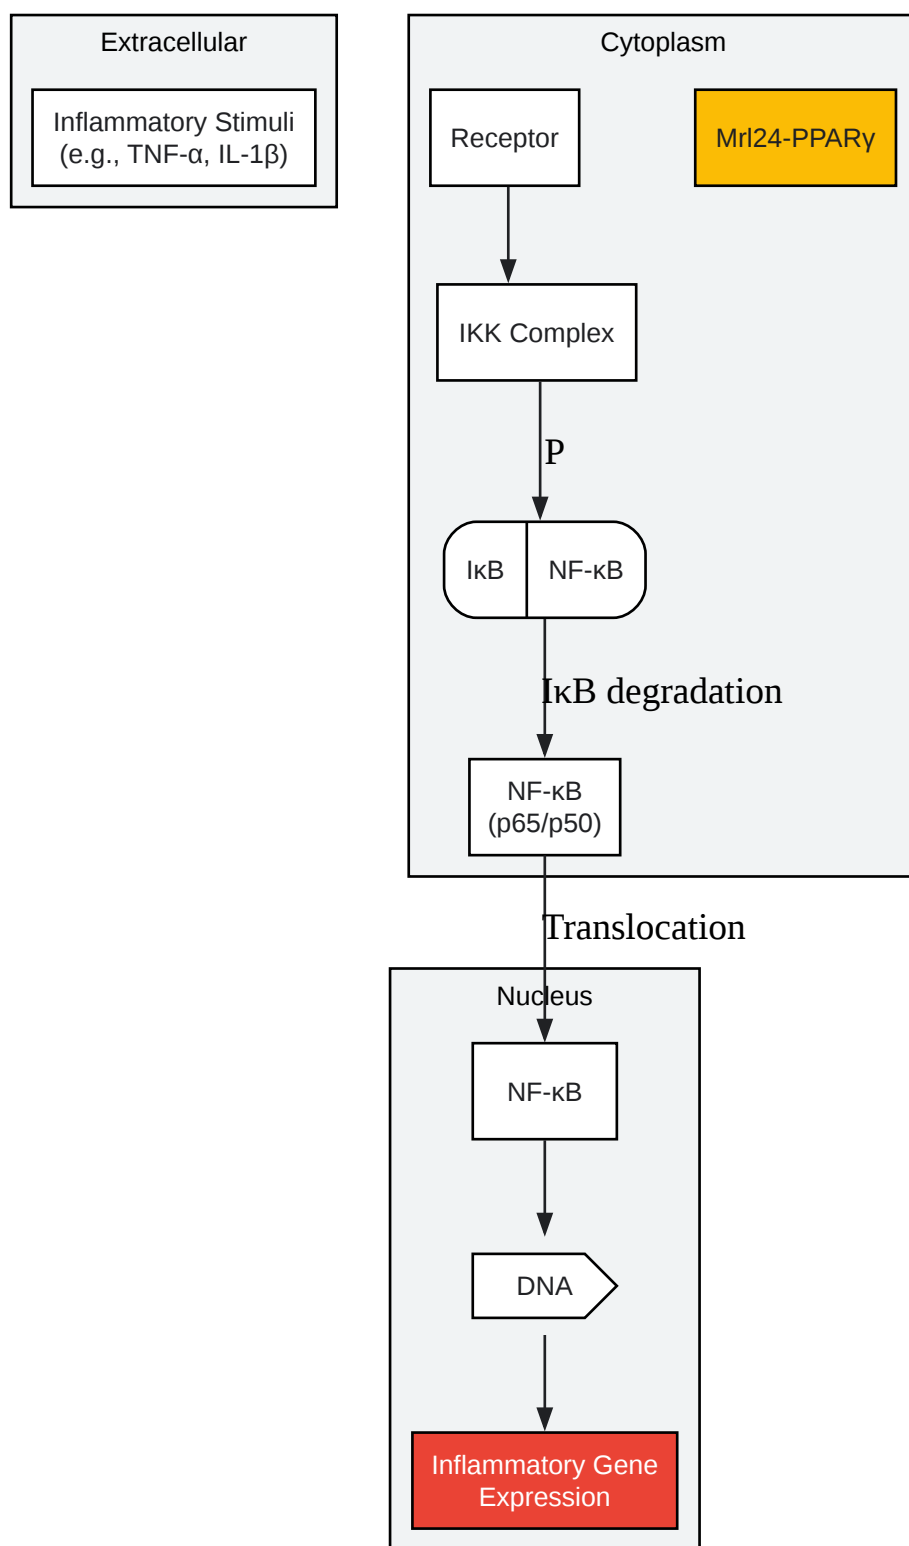 Extracellular
Inflammatory Stimuli
(e.g., TNF-α, IL-1β)
Cytoplasm
Receptor
Mrl24-PPARγ
IKK Complex
P
IκB
NF-κB
IκB degradation
NF-κB
(p65/p50)
Translocation
Nucleus
NF-κB
DNA
Inflammatory Gene
Expression